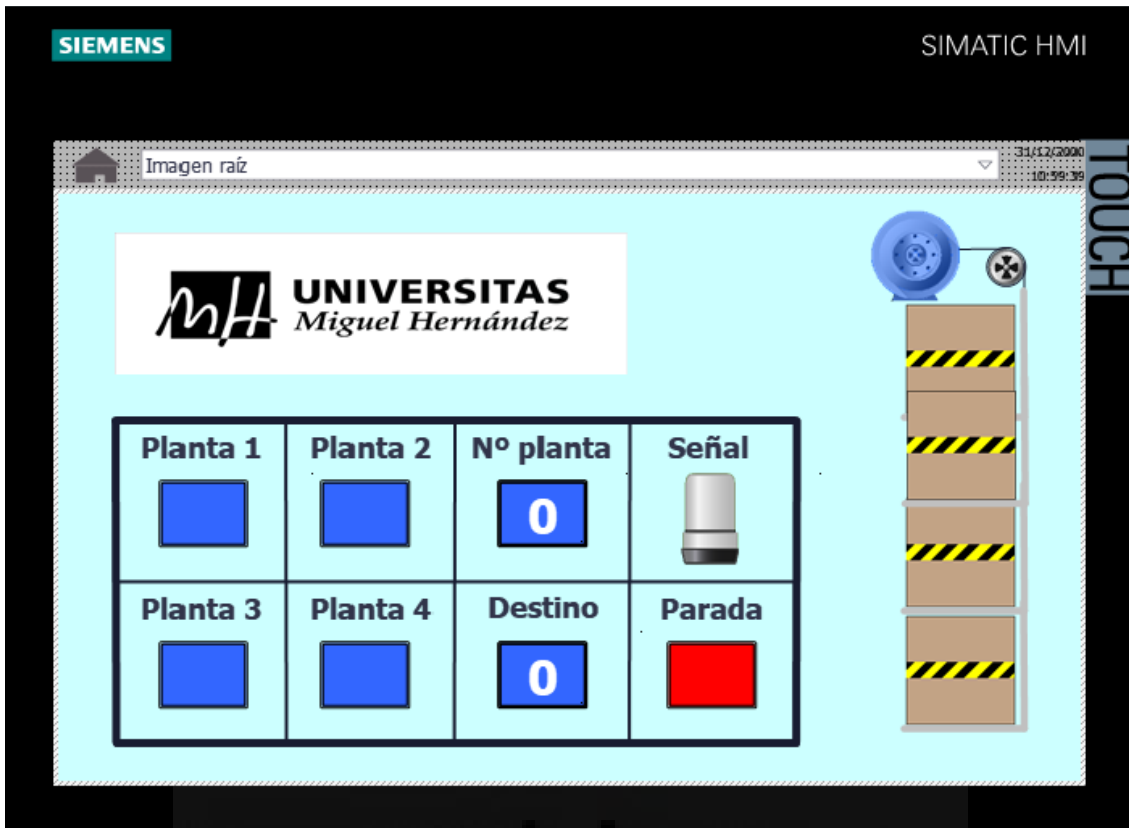 SIEMENS
SIMATIC HMI
Imagen raíz
31/12/2000
10:59:39
TOUCH
UNIVERSITAS
Miguel Hernández
Planta 1
Planta 2
Nº planta
Señal
0
Planta 3
Planta 4
Destino
Parada
0